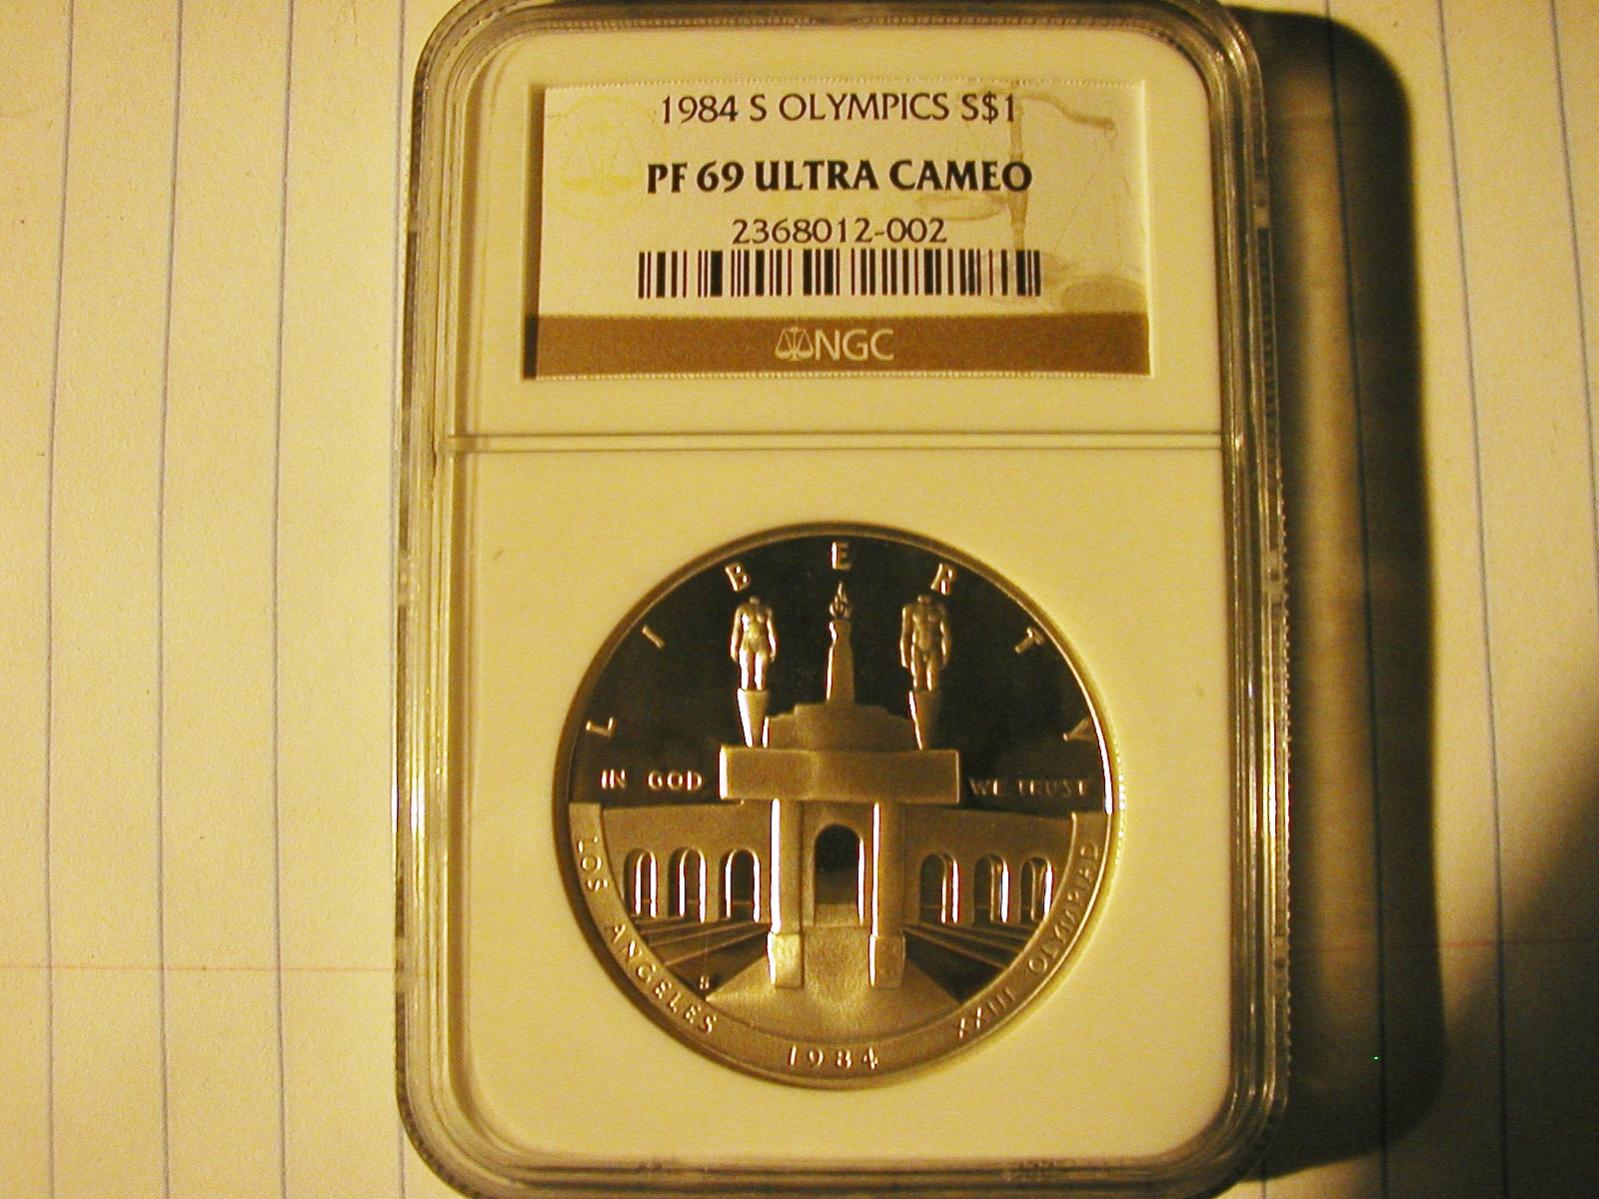 1984 S OLYMPICS S$1
PF 69 ULTRA CAMEO
2368012-002
NGC
LIBERTY
IN GOD WE TRUST
LOS ANGELES
XXIII OLYMPIAD
S
1984